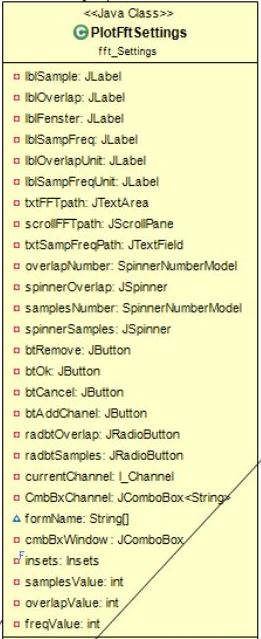 <<Java Class>>
PlotFftSettings
fft_Settings
lblSample: JLabel
lblOverlap: JLabel
lblFenster: JLabel
lblSampFreq: JLabel
lblOverlapUnit: JLabel
lblSampFreqUnit: JLabel
txtFFTpath: JTextArea
scrollFFTpath: JScrollPane
txtSampFreqPath: JTextField
overlapNumber: SpinnerNumberModel
spinnerOverlap: JSpinner
samplesNumber: SpinnerNumberModel
spinnerSamples: JSpinner
btRemove: JButton
btOk: JButton
btCancel: JButton
btAddChanel: JButton
radbtOverlap: JRadioButton
radbtSamples: JRadioButton
currentChannel: I_Channel
CmbBxChannel: JComboBox<String>
formName: String[]
cmbBxWindow: JComboBox
insets: Insets
samplesValue: int
overlapValue: int
freqValue: int